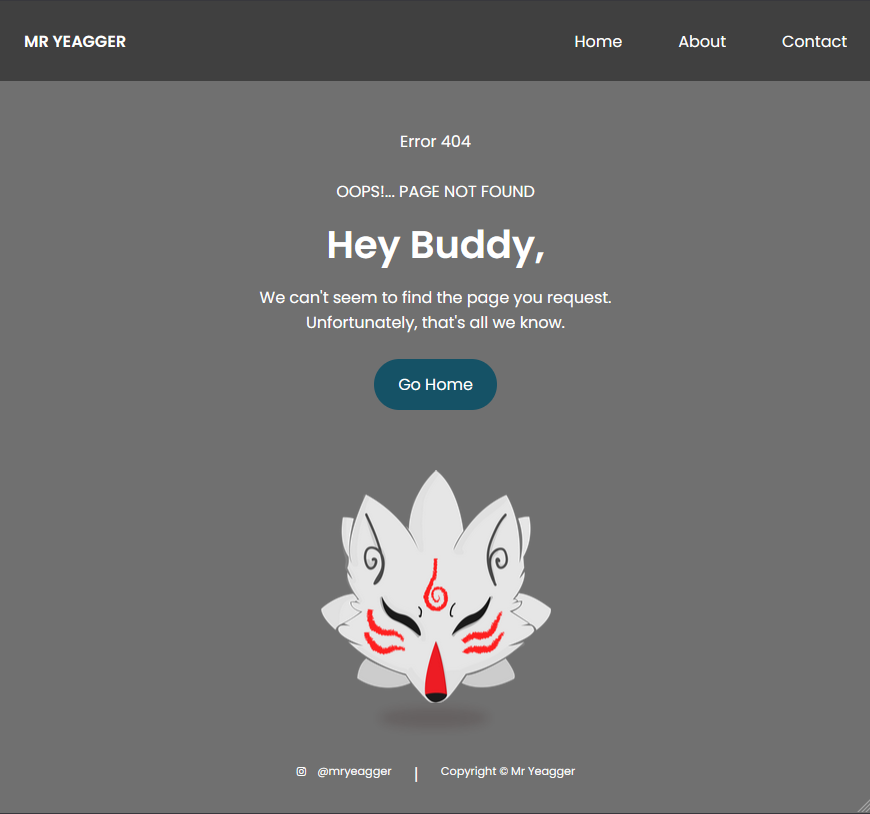 MR YEAGGER
Home About Contact
Error 404
OOPS!... PAGE NOT FOUND
Hey Buddy,
We can't seem to find the page you request.
Unfortunately, that's all we know.
Go Home
@mryeagger | Copyright © Mr Yeagger